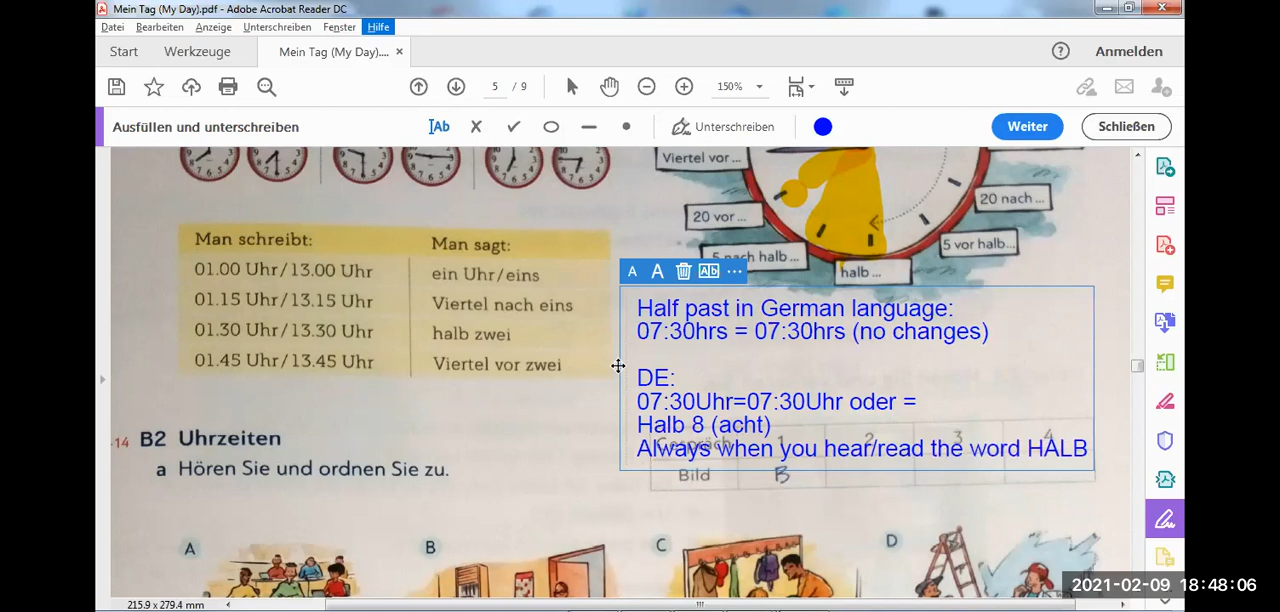 Mein Tag (My Day).pdf - Adobe Acrobat Reader DC
Datei Bearbeiten Anzeige Unterschreiben Fenster Hilfe
Start Werkzeuge Mein Tag (My Day).... × Anmelden
5 / 9 150%
Ausfüllen und unterschreiben Ab Unterschreiben Weiter Schließen
Viertel vor ...
20 vor ...
20 nach ...
5 nach halb ...
5 vor halb...
halb ...
Man schreibt: Man sagt:
01.00 Uhr/13.00 Uhr ein Uhr/eins
01.15 Uhr/13.15 Uhr Viertel nach eins
01.30 Uhr/13.30 Uhr halb zwei
01.45 Uhr/13.45 Uhr Viertel vor zwei
A A Ab ...
Half past in German language:
07:30hrs = 07:30hrs (no changes)
DE:
07:30Uhr=07:30Uhr oder =
Halb 8 (acht)
Always when you hear/read the word HALB
-14 B2 Uhrzeiten
a Hören Sie und ordnen Sie zu.
Gespräch 1 2 3 4
Bild B
A B C D
215.9 x 279.4 mm
2021-02-09 18:48:06